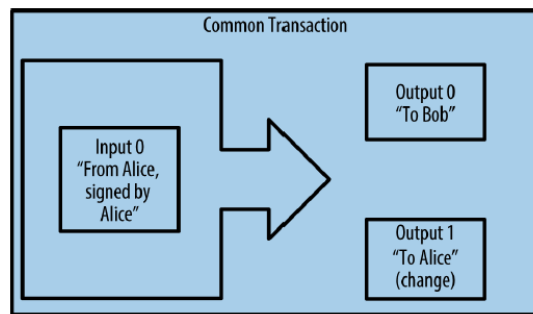 Common Transaction
Input 0
“From Alice,
signed by
Alice”
Output 0
“To Bob”
Output 1
“To Alice”
(change)